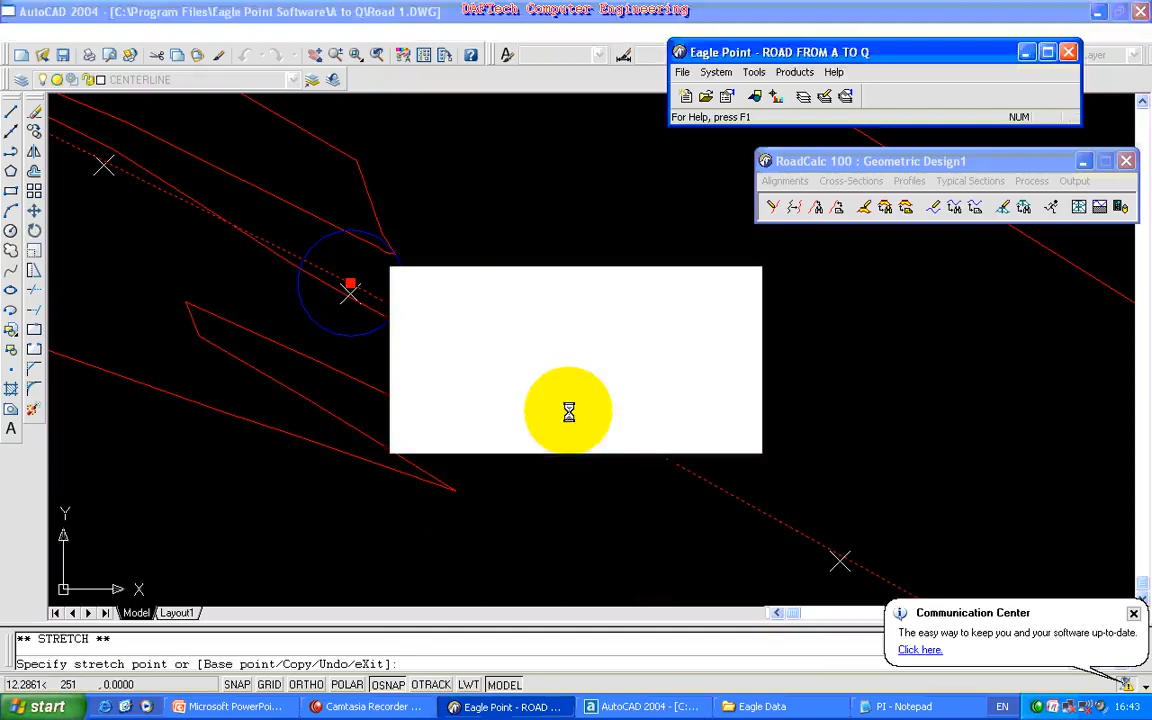 AutoCAD 2004 - [C:\Program Files\Eagle Point Software\A to Q\Road 1.DWG]
DAFTech Computer Engineering
Eagle Point - ROAD FROM A TO Q
File System Tools Products Help
For Help, press F1
NUM
CENTERLINE
Layer
RoadCalc 100 : Geometric Design1
Alignments Cross-Sections Profiles Typical Sections Process Output
A
Y
X
Model Layout1
Communication Center
The easy way to keep you and your software up-to-date.
Click here.
** STRETCH **
Specify stretch point or [Base point/Copy/Undo/eXit]:
12.2861< 251 ,0.0000
SNAP GRID ORTHO POLAR OSNAP OTRACK LWT MODEL
start
Microsoft PowerPoi...
Camtasia Recorder ...
Eagle Point - ROAD ...
AutoCAD 2004 - [C:...
Eagle Data
PI - Notepad
EN
16:43